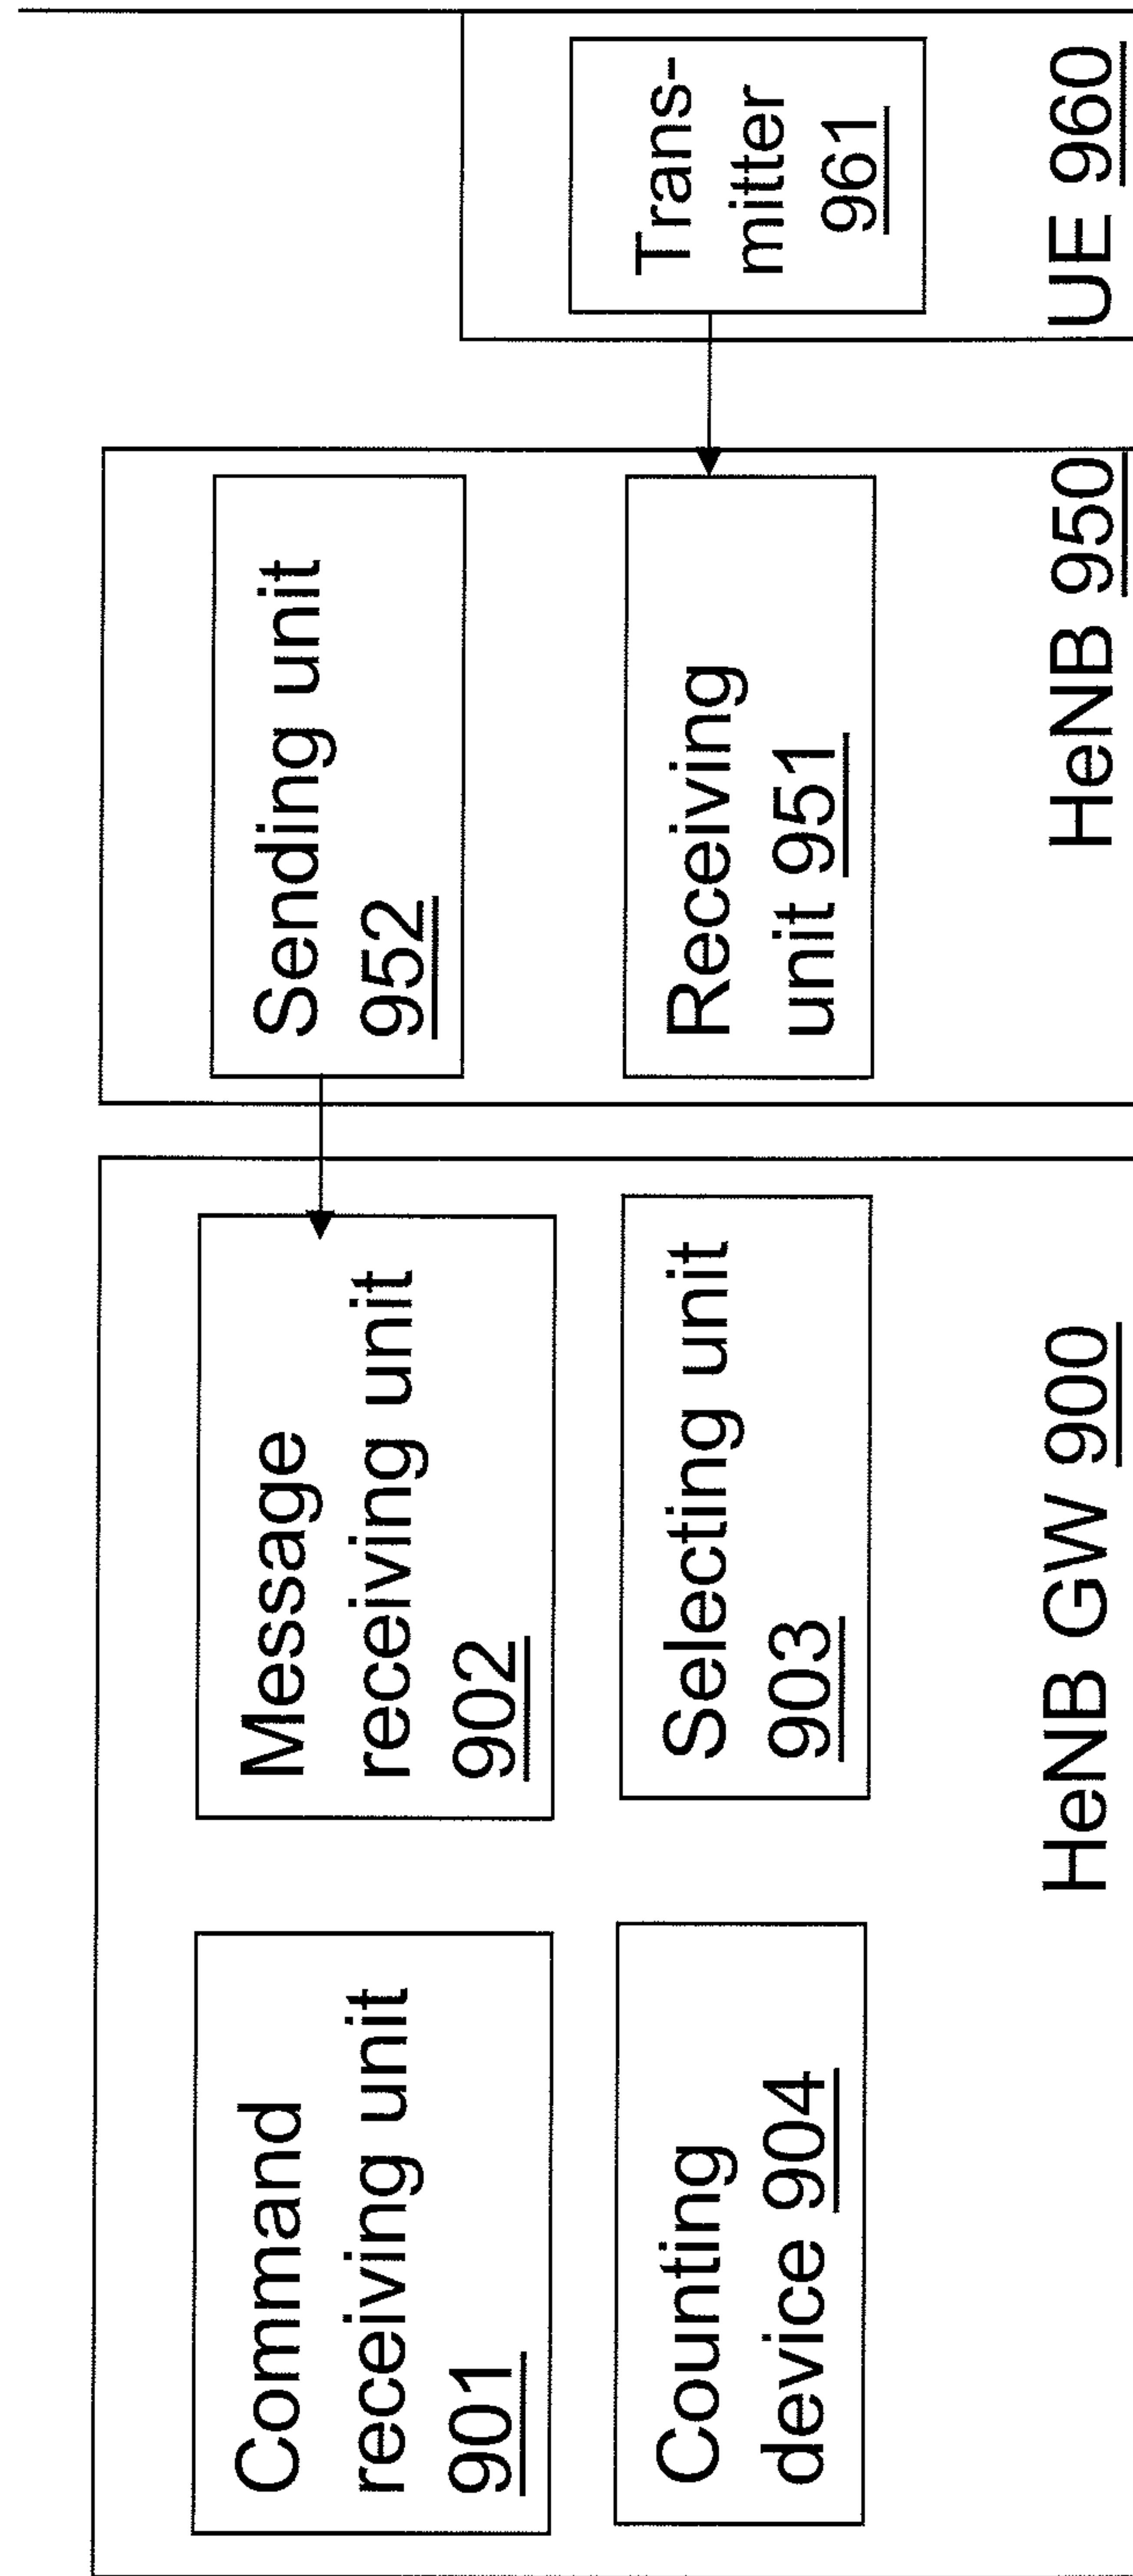 Command
receiving unit
901
Message
receiving unit
902
Sending unit
952
Trans-
mitter
961
Counting
device 904
Selecting unit
903
Receiving
unit 951
HeNB GW 900
HeNB 950
UE 960